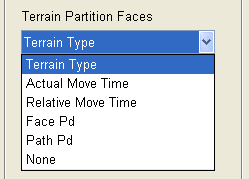 Terrain Partition Faces
Terrain Type
Terrain Type
Actual Move Time
Relative Move Time
Face Pd
Path Pd
None